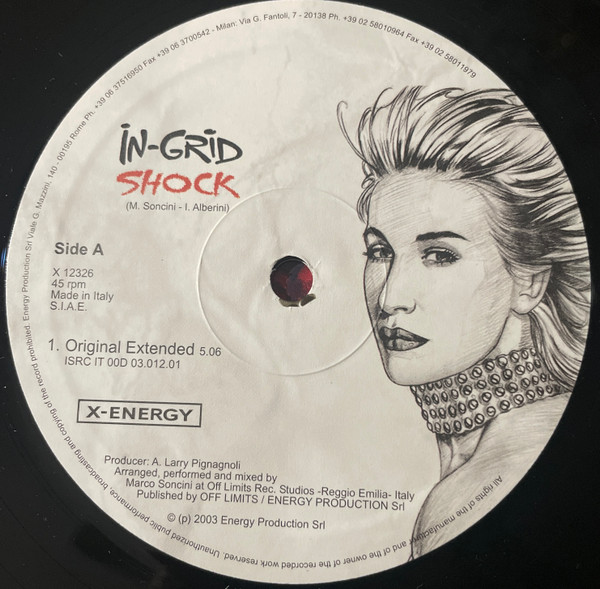 IN-GRID
SHOCK
(M. Soncini - I. Alberini)
Side A
X 12326
45 rpm
Made in Italy
S.I.A.E.
1. Original Extended 5.06
ISRC IT 00D 03.012.01
X-ENERGY
Producer: A. Larry Pignagnoli
Arranged, performed and mixed by
Marco Soncini at Off Limits Rec. Studios -Reggio Emilia- Italy
Published by OFF LIMITS / ENERGY PRODUCTION Srl
© (p) 2003 Energy Production Srl
All rights of the manufacturer and of the owner of the recorded work reserved. Unauthorized public performance, broadcasting and copying of the record prohibited. Energy Production Srl Viale G. Mazzini, 140 - 00195 Rome Ph. +39 06 37516950 Fax +39 06 3700542 - Milan: Via G. Fantoli, 7 - 20138 Ph. +39 02 58010964 Fax +39 02 58011979